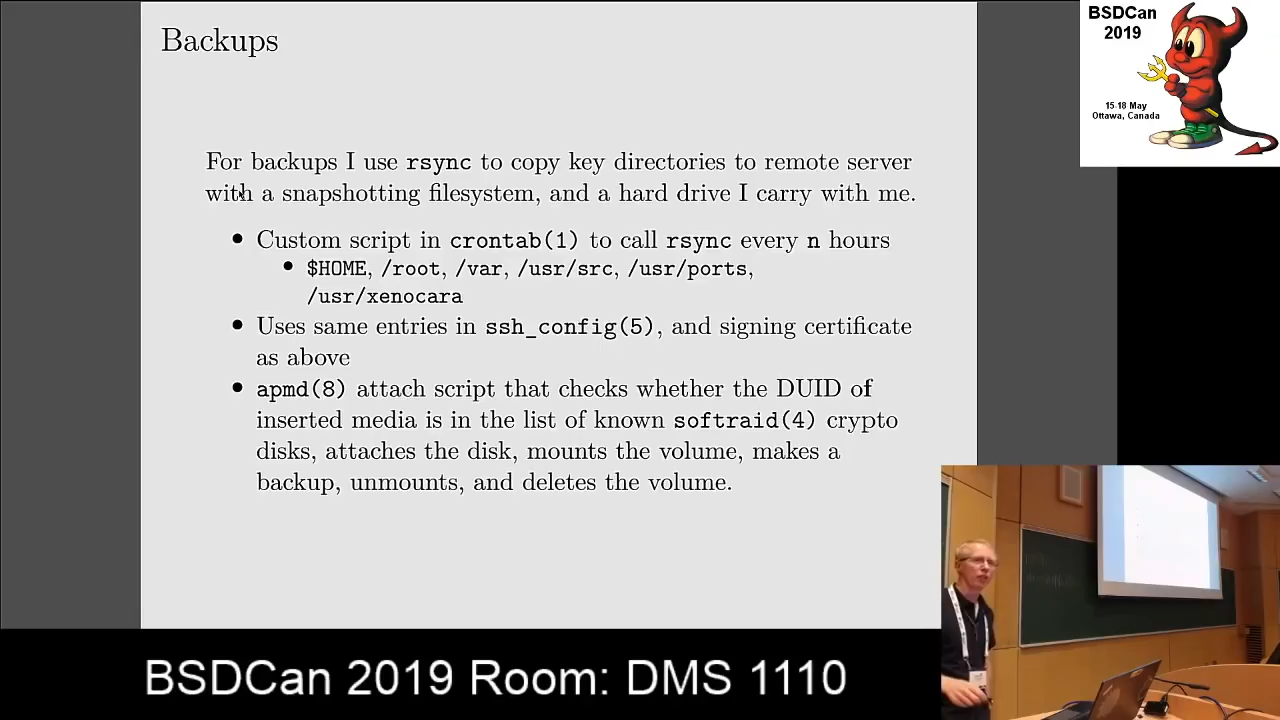 Backups
For backups I use rsync to copy key directories to remote server
with a snapshotting filesystem, and a hard drive I carry with me.
• Custom script in crontab(1) to call rsync every n hours
• $HOME, /root, /var, /usr/src, /usr/ports,
/usr/xenocara
• Uses same entries in ssh_config(5), and signing certificate
as above
• apmd(8) attach script that checks whether the DUID of
inserted media is in the list of known softraid(4) crypto
disks, attaches the disk, mounts the volume, makes a
backup, unmounts, and deletes the volume.
BSDCan
2019
15-18 May
Ottawa, Canada
BSDCan 2019 Room: DMS 1110